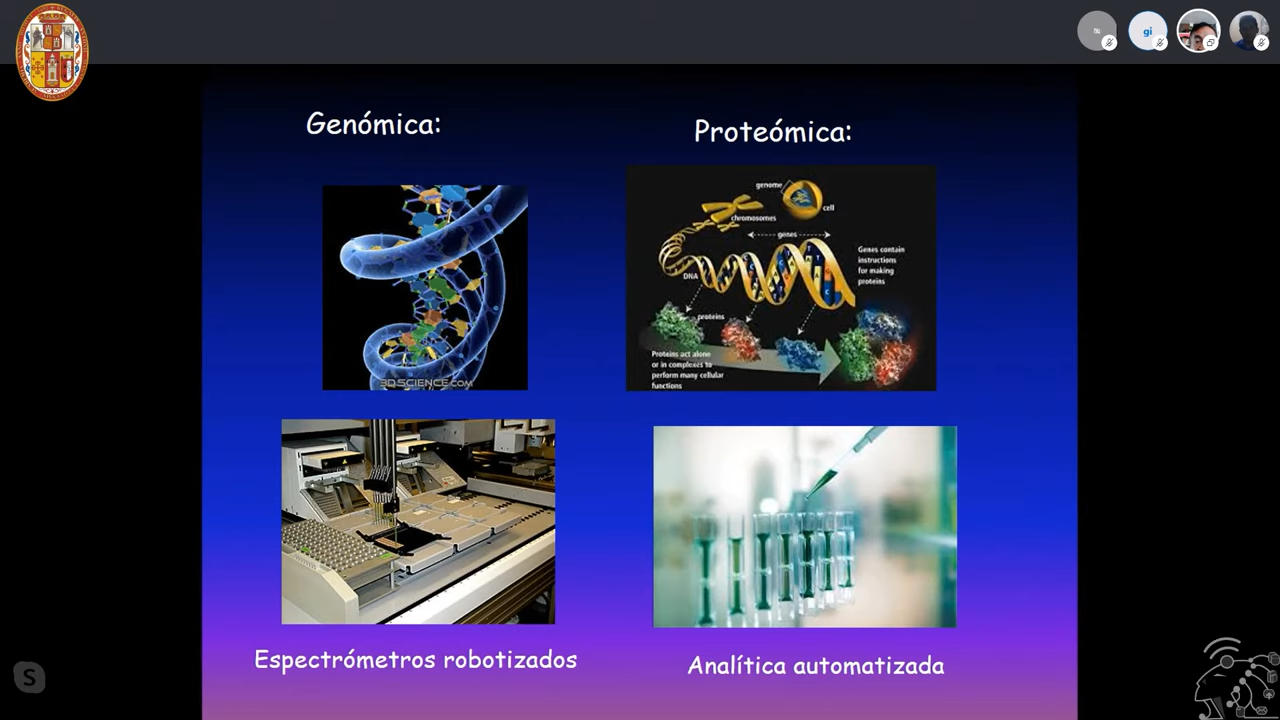 gi
Genómica:
Proteómica:
genome
cell
chromosomes
genes
Genes contain
instructions
for making
proteins
DNA
proteins
Proteins act alone
or in complexes to
perform many cellular
functions
3DSCIENCE.COM
Espectrómetros robotizados
Analítica automatizada
S